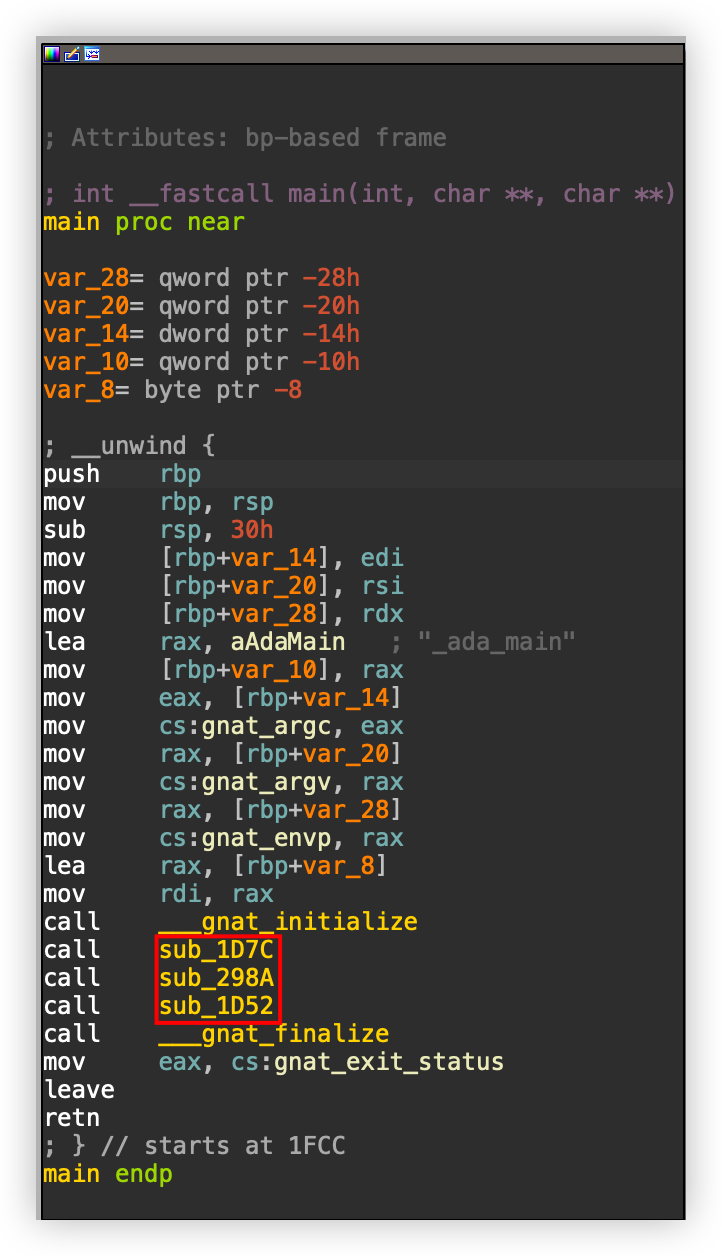 ; Attributes: bp-based frame
; int __fastcall main(int, char **, char **)
main proc near
var_28= qword ptr -28h
var_20= qword ptr -20h
var_14= dword ptr -14h
var_10= qword ptr -10h
var_8= byte ptr -8
; __unwind {
push rbp
mov rbp, rsp
sub rsp, 30h
mov [rbp+var_14], edi
mov [rbp+var_20], rsi
mov [rbp+var_28], rdx
lea rax, aAdaMain ; "_ada_main"
mov [rbp+var_10], rax
mov eax, [rbp+var_14]
mov cs:gnat_argc, eax
mov rax, [rbp+var_20]
mov cs:gnat_argv, rax
mov rax, [rbp+var_28]
mov cs:gnat_envp, rax
lea rax, [rbp+var_8]
mov rdi, rax
call ___gnat_initialize
call sub_1D7C
call sub_298A
call sub_1D52
call ___gnat_finalize
mov eax, cs:gnat_exit_status
leave
retn
; } // starts at 1FCC
main endp